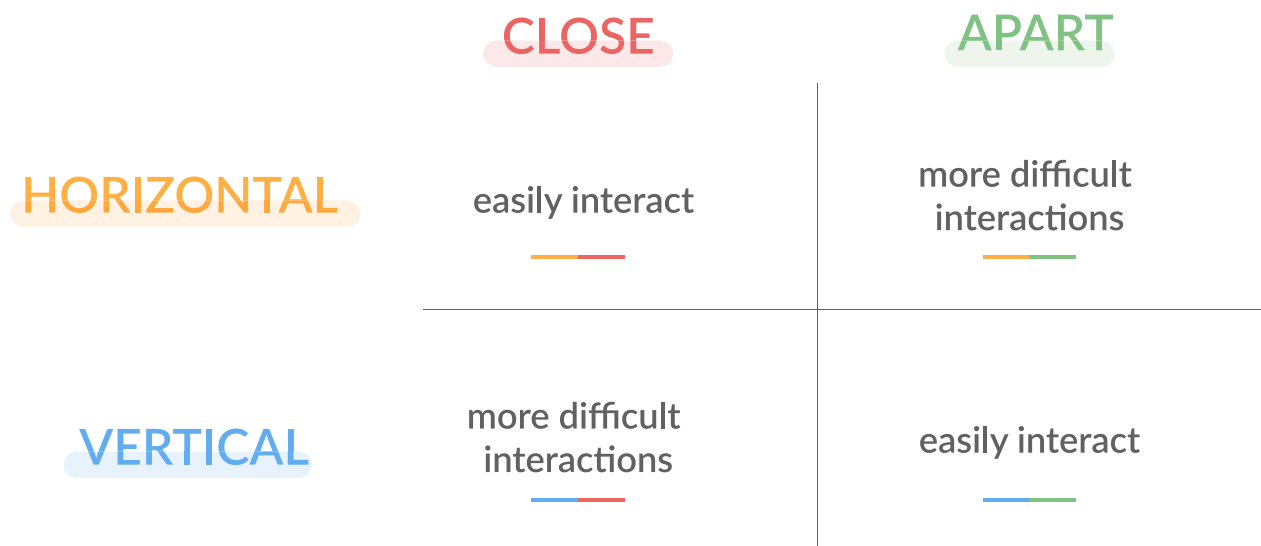 CLOSE
APART
HORIZONTAL
easily interact
more difficult
interactions
VERTICAL
more difficult
interactions
easily interact